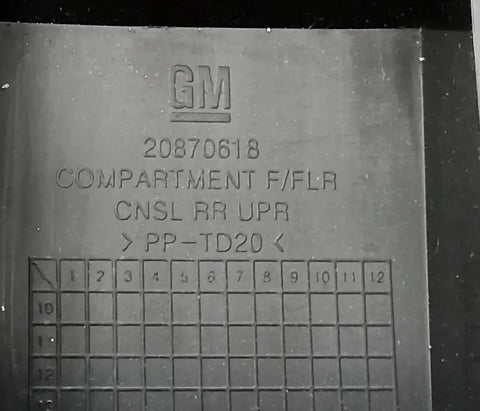 GM
20870618
COMPARTMENT F/FLR
CNSL RR UPR
> PP-TD20 <
1 2 3 4 5 6 7 8 9 10 11 12
10
12